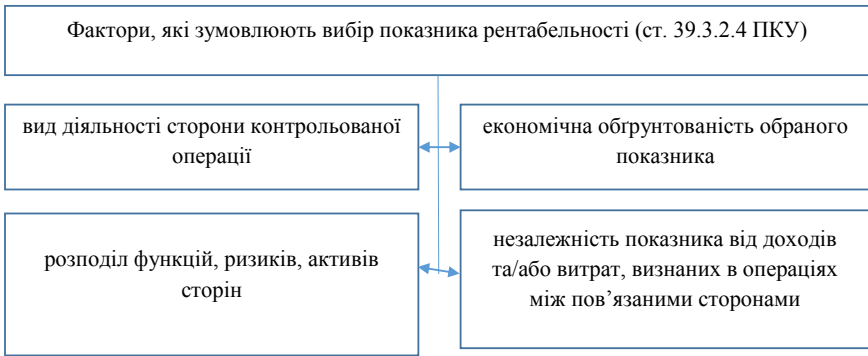 Фактори, які зумовлюють вибір показника рентабельності (ст. 39.3.2.4 ПКУ)
вид діяльності сторони контрольованої
операції
економічна обґрунтованість обраного
показника
розподіл функцій, ризиків, активів
сторін
незалежність показника від доходів
та/або витрат, визнаних в операціях
між пов’язаними сторонами